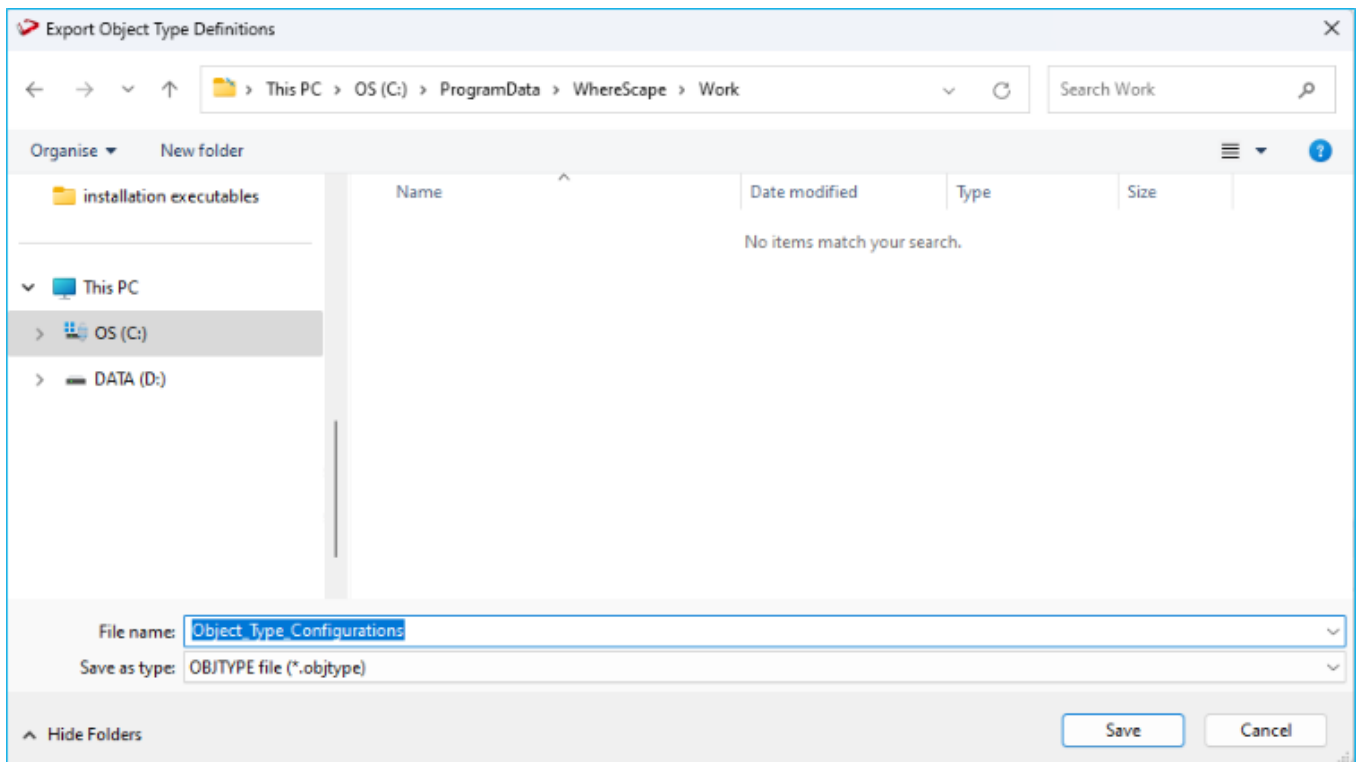 Export Object Type Definitions
This PC > OS (C:) > ProgramData > WhereScape > Work
Search Work
Organise
New folder
?
installation executables
Name
Date modified
Type
Size
No items match your search.
This PC
OS (C:)
DATA (D:)
File name: Object_Type_Configurations
Save as type: OBJTYPE file (*.objtype)
Hide Folders
Save
Cancel